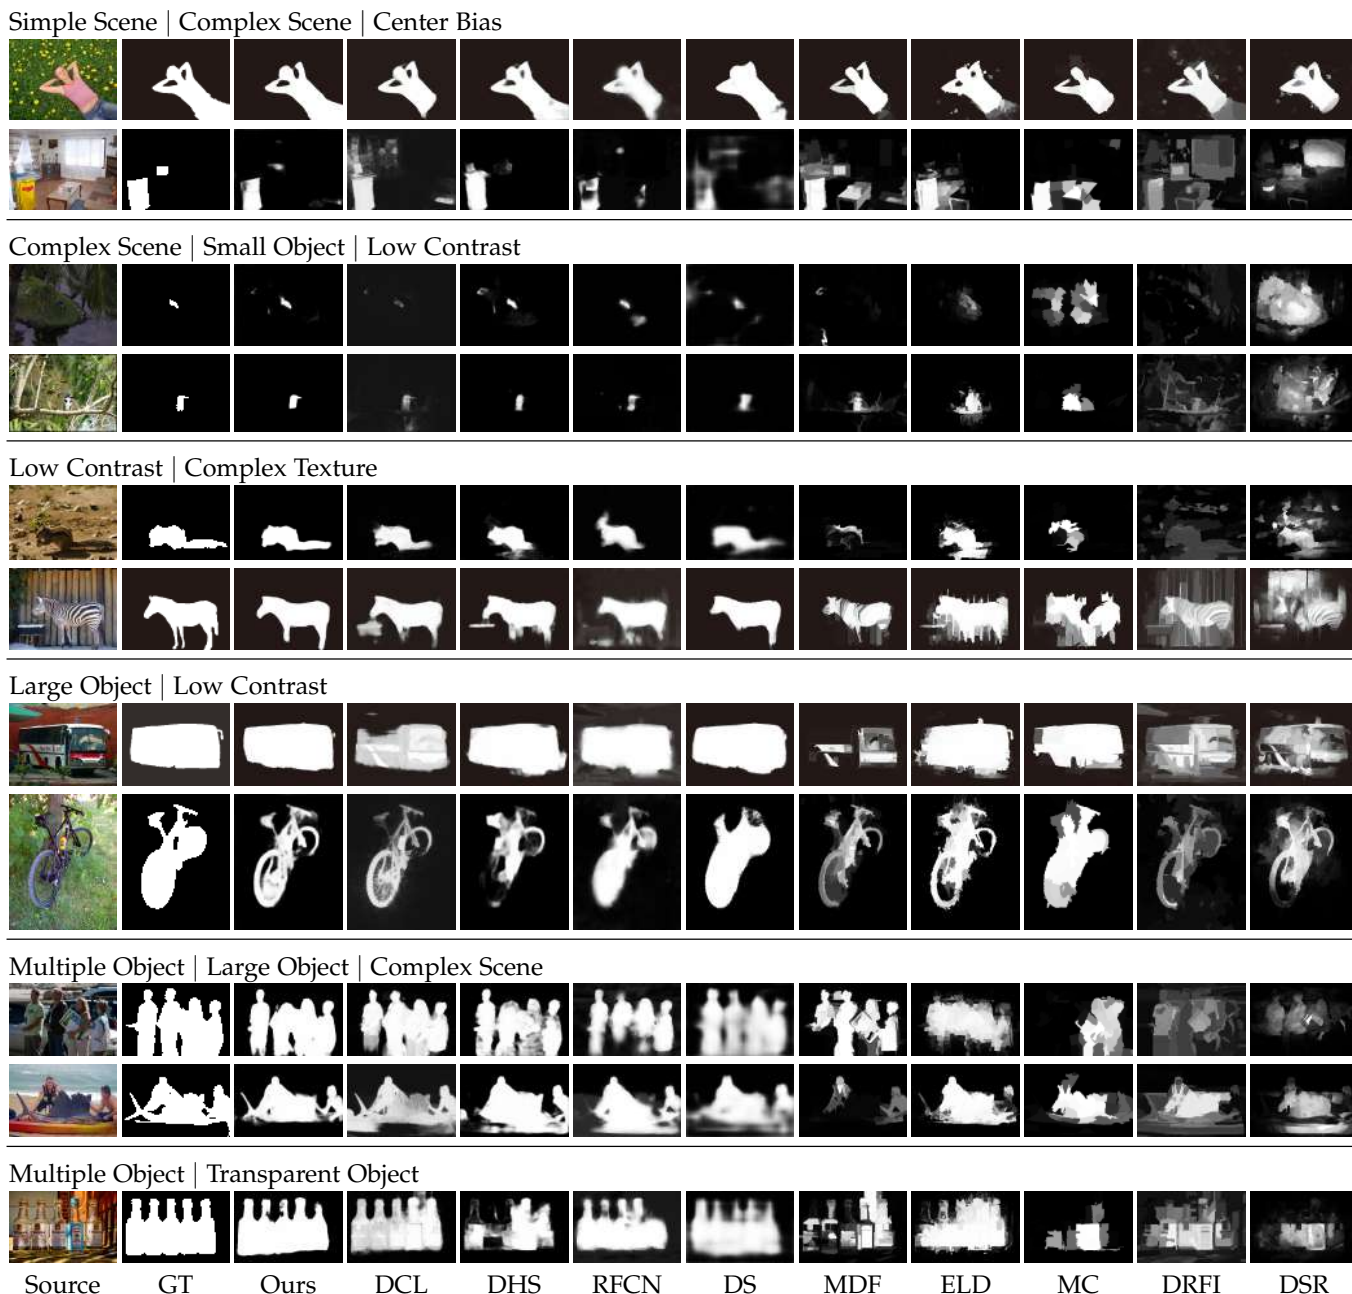 Simple Scene | Complex Scene | Center Bias
Complex Scene | Small Object | Low Contrast
Low Contrast | Complex Texture
Large Object | Low Contrast
Multiple Object | Large Object | Complex Scene
Multiple Object | Transparent Object
Source GT Ours DCL DHS RFCN DS MDF ELD MC DRFI DSR